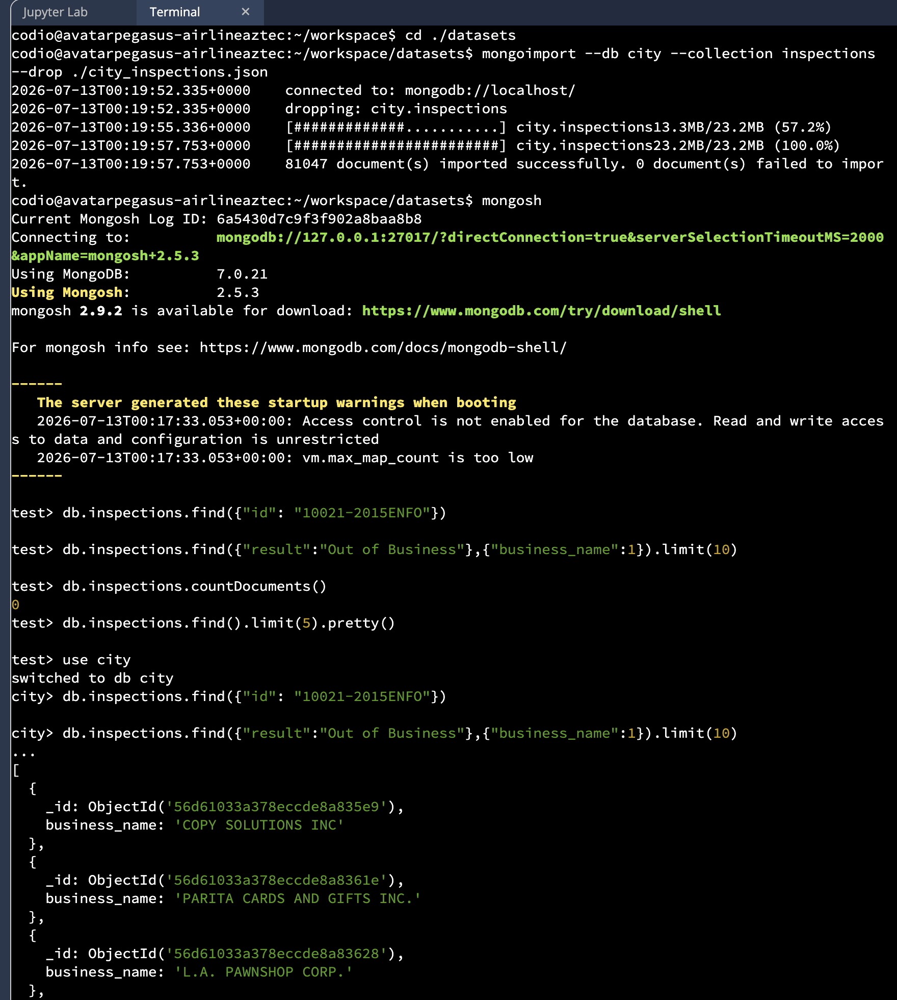 Jupyter Lab
Terminal ×
codio@avatarpegasus-airlineaztec:~/workspace$ cd ./datasets
codio@avatarpegasus-airlineaztec:~/workspace/datasets$ mongoimport --db city --collection inspections
--drop ./city_inspections.json
2026-07-13T00:19:52.335+0000    connected to: mongodb://localhost/
2026-07-13T00:19:52.335+0000    dropping: city.inspections
2026-07-13T00:19:55.336+0000    [#############...........] city.inspections13.3MB/23.2MB (57.2%)
2026-07-13T00:19:57.753+0000    [########################] city.inspections23.2MB/23.2MB (100.0%)
2026-07-13T00:19:57.753+0000    81047 document(s) imported successfully. 0 document(s) failed to impor
t.
codio@avatarpegasus-airlineaztec:~/workspace/datasets$ mongosh
Current Mongosh Log ID: 6a5430d7c9f3f902a8baa8b8
Connecting to:          mongodb://127.0.0.1:27017/?directConnection=true&serverSelectionTimeoutMS=2000
&appName=mongosh+2.5.3
Using MongoDB:          7.0.21
Using Mongosh:          2.5.3
mongosh 2.9.2 is available for download: https://www.mongodb.com/try/download/shell

For mongosh info see: https://www.mongodb.com/docs/mongodb-shell/

------
   The server generated these startup warnings when booting
   2026-07-13T00:17:33.053+00:00: Access control is not enabled for the database. Read and write acces
s to data and configuration is unrestricted
   2026-07-13T00:17:33.053+00:00: vm.max_map_count is too low
------

test> db.inspections.find({"id": "10021-2015ENFO"})

test> db.inspections.find({"result":"Out of Business"},{"business_name":1}).limit(10)

test> db.inspections.countDocuments()
0
test> db.inspections.find().limit(5).pretty()

test> use city
switched to db city
city> db.inspections.find({"id": "10021-2015ENFO"})

city> db.inspections.find({"result":"Out of Business"},{"business_name":1}).limit(10)
...
[
  {
    _id: ObjectId('56d61033a378eccde8a835e9'),
    business_name: 'COPY SOLUTIONS INC'
  },
  {
    _id: ObjectId('56d61033a378eccde8a8361e'),
    business_name: 'PARITA CARDS AND GIFTS INC.'
  },
  {
    _id: ObjectId('56d61033a378eccde8a83628'),
    business_name: 'L.A. PAWNSHOP CORP.'
  },